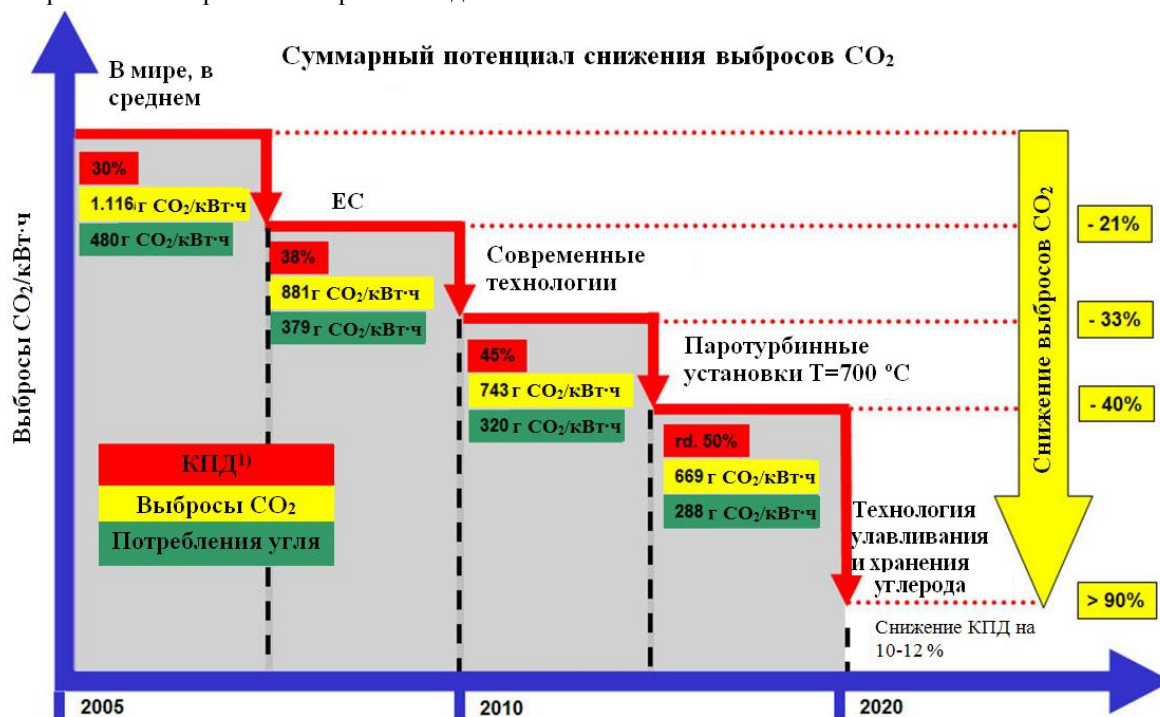 Суммарный потенциал снижения выбросов CO₂
В мире, в
среднем
30%
1.116 г CO₂/кВт·ч
480 г CO₂/кВт·ч
ЕС
38%
881 г CO₂/кВт·ч
379 г CO₂/кВт·ч
Современные
технологии
45%
743 г CO₂/кВт·ч
320 г CO₂/кВт·ч
Паротурбинные
установки T=700 ºC
rd. 50%
669 г CO₂/кВт·ч
288 г CO₂/кВт·ч
Технология
улавливания
и хранения
углерода
Снижение КПД на
10-12 %
КПД¹⁾
Выбросы CO₂
Потребления угля
Выбросы CO₂/кВт·ч
Снижение выбросов CO₂
- 21%
- 33%
- 40%
> 90%
2005
2010
2020